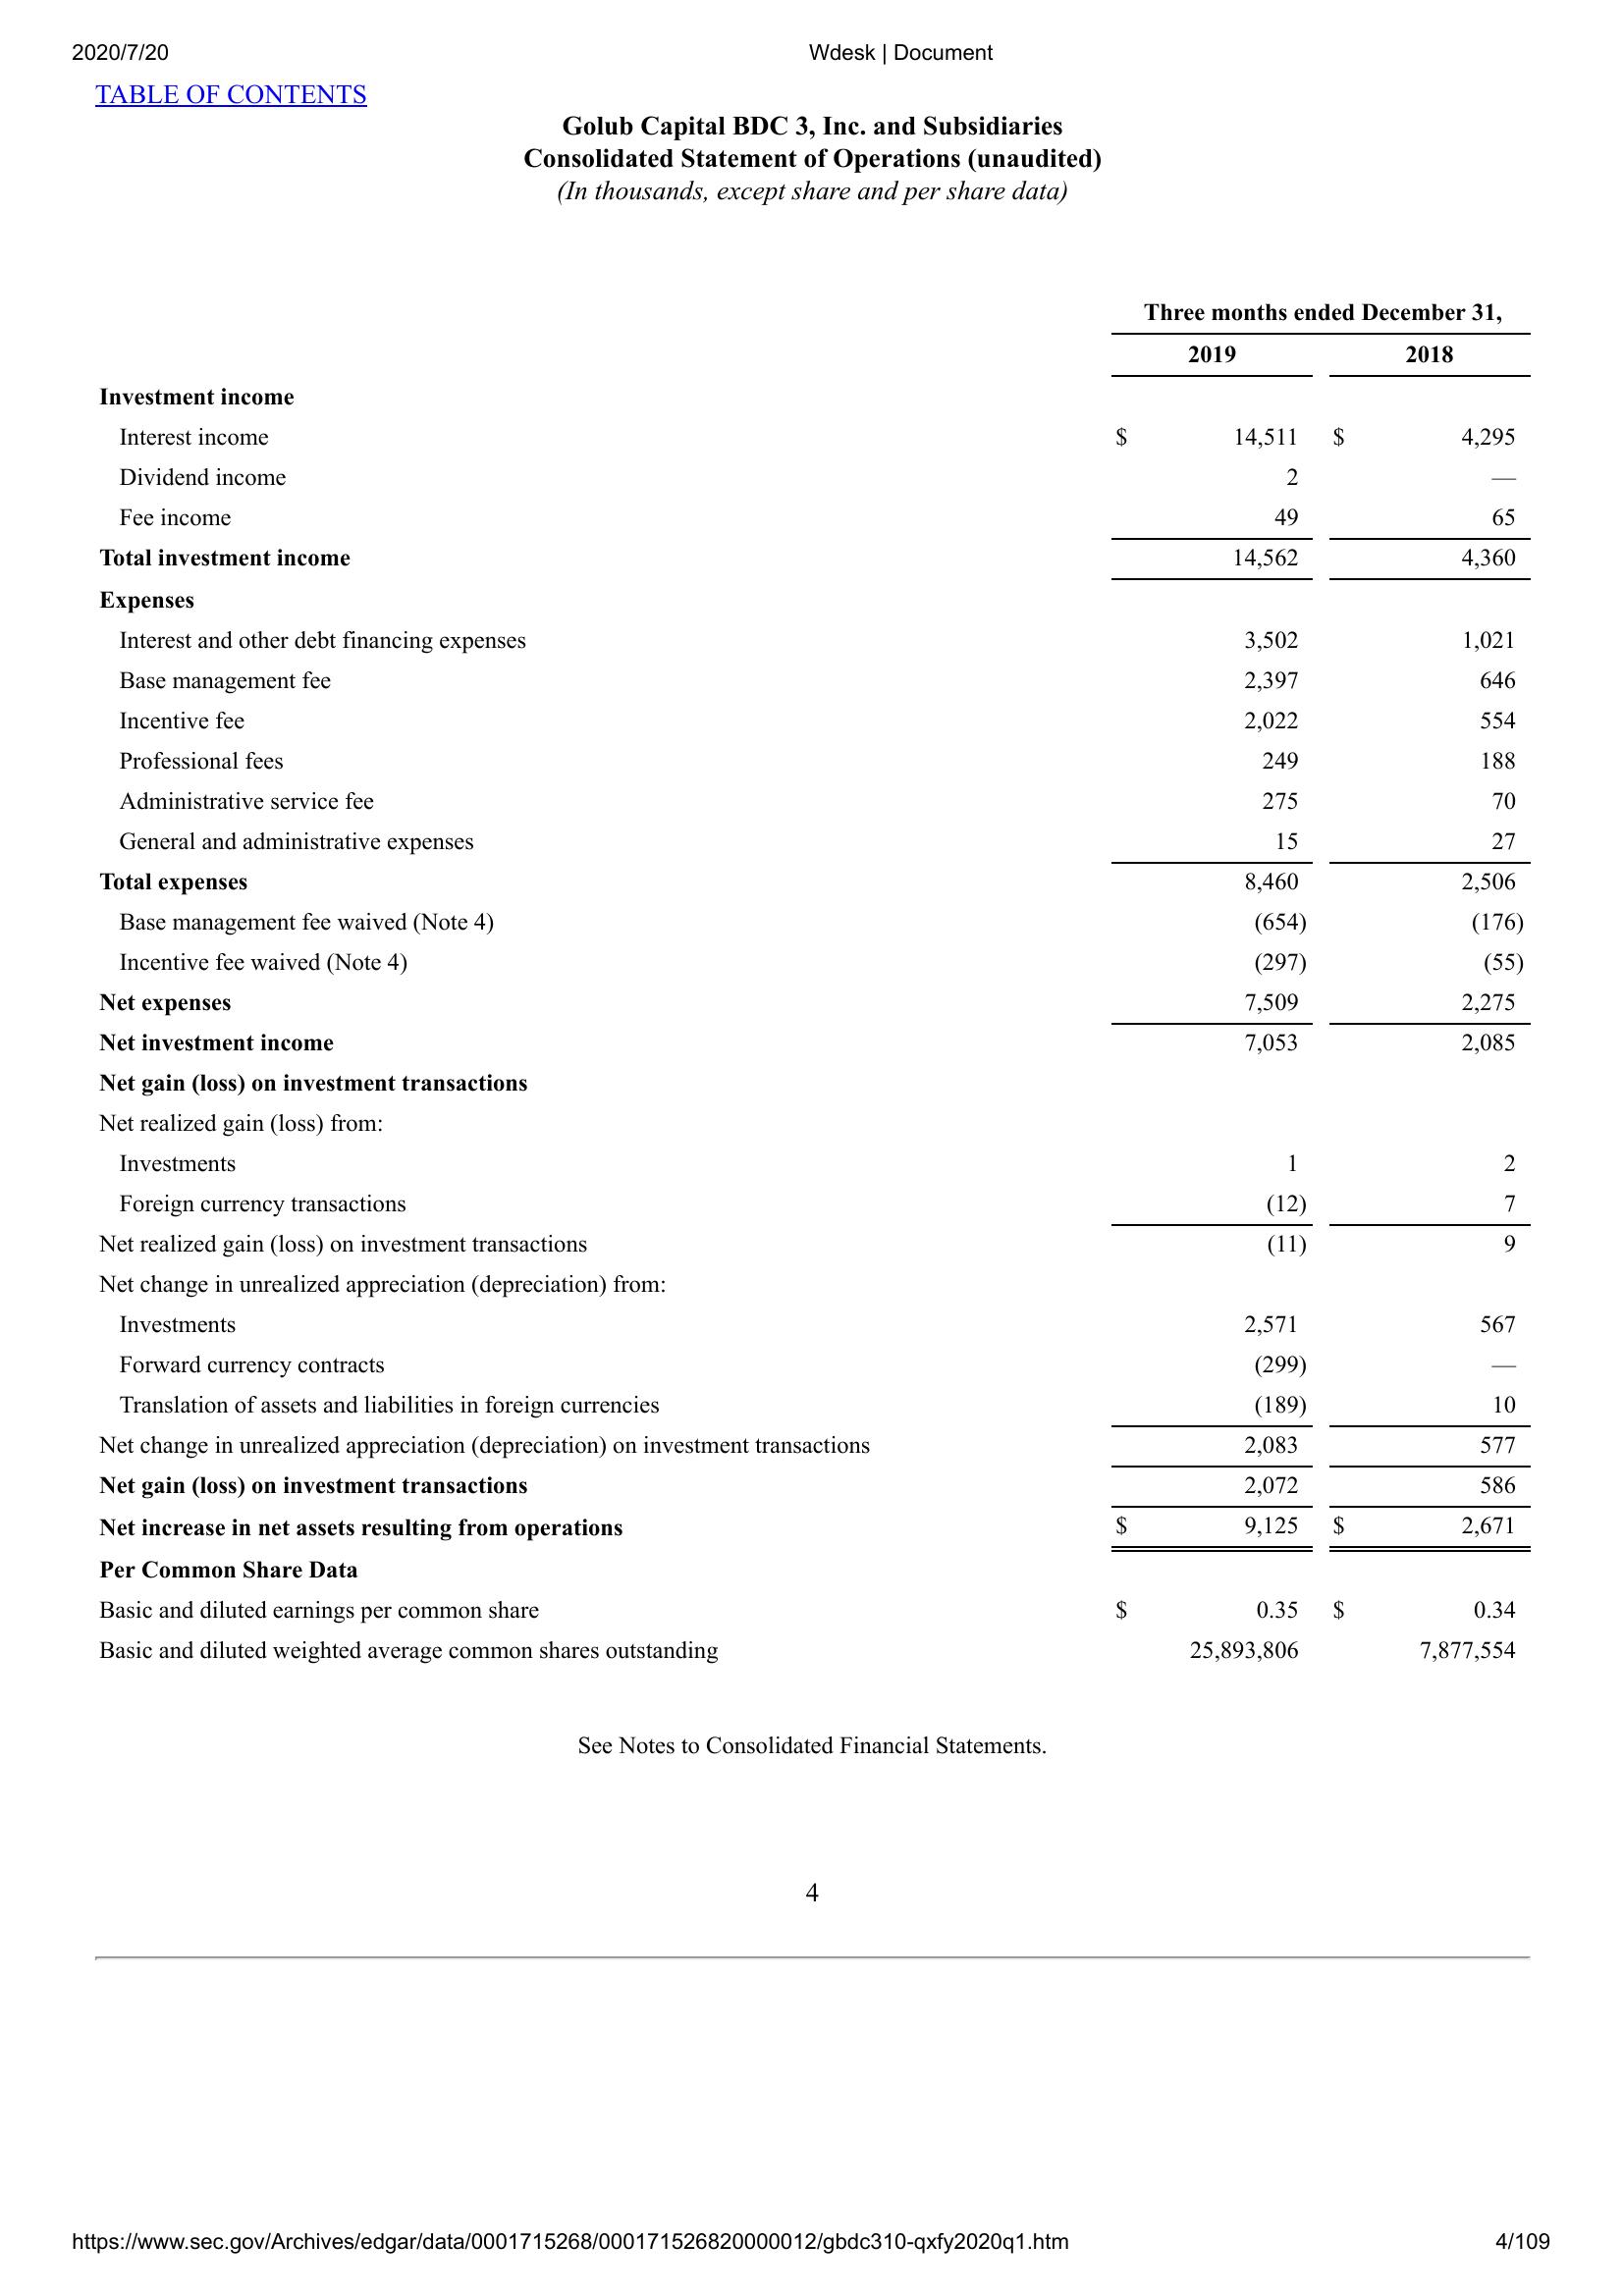 2020/7/20 Wdesk | Document
TABLE OF CONTENTS
Golub Capital BDC 3, Inc. and Subsidiaries
Consolidated Statement of Operations (unaudited)
(In thousands, except share and per share data)
Three months ended December 31,
2019 2018
Investment income
Interest income $ 14,511 $ 4,295
Dividend income 2 —
Fee income 49 65
Total investment income 14,562 4,360
Expenses
Interest and other debt financing expenses 3,502 1,021
Base management fee 2,397 646
Incentive fee 2,022 554
Professional fees 249 188
Administrative service fee 275 70
General and administrative expenses 15 27
Total expenses 8,460 2,506
Base management fee waived (Note 4) (654) (176)
Incentive fee waived (Note 4) (297) (55)
Net expenses 7,509 2,275
Net investment income 7,053 2,085
Net gain (loss) on investment transactions
Net realized gain (loss) from:
Investments 1 2
Foreign currency transactions (12) 7
Net realized gain (loss) on investment transactions (11) 9
Net change in unrealized appreciation (depreciation) from:
Investments 2,571 567
Forward currency contracts (299) —
Translation of assets and liabilities in foreign currencies (189) 10
Net change in unrealized appreciation (depreciation) on investment transactions 2,083 577
Net gain (loss) on investment transactions 2,072 586
Net increase in net assets resulting from operations $ 9,125 $ 2,671
Per Common Share Data
Basic and diluted earnings per common share $ 0.35 $ 0.34
Basic and diluted weighted average common shares outstanding 25,893,806 7,877,554
See Notes to Consolidated Financial Statements.
4
https://www.sec.gov/Archives/edgar/data/0001715268/000171526820000012/gbdc310-qxfy2020q1.htm 4/109